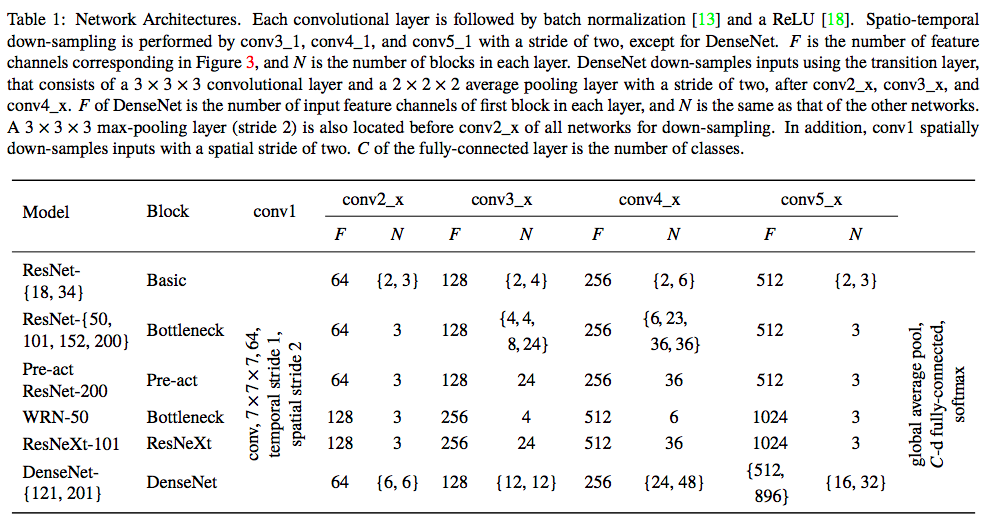 Table 1: Network Architectures. Each convolutional layer is followed by batch normalization [13] and a ReLU [18]. Spatio-temporal
down-sampling is performed by conv3_1, conv4_1, and conv5_1 with a stride of two, except for DenseNet. F is the number of feature
channels corresponding in Figure 3, and N is the number of blocks in each layer. DenseNet down-samples inputs using the transition layer,
that consists of a 3 × 3 × 3 convolutional layer and a 2 × 2 × 2 average pooling layer with a stride of two, after conv2_x, conv3_x, and
conv4_x. F of DenseNet is the number of input feature channels of first block in each layer, and N is the same as that of the other networks.
A 3 × 3 × 3 max-pooling layer (stride 2) is also located before conv2_x of all networks for down-sampling. In addition, conv1 spatially
down-samples inputs with a spatial stride of two. C of the fully-connected layer is the number of classes.
Model Block conv1 conv2_x conv3_x conv4_x conv5_x
F N F N F N F N
ResNet-
{18, 34} Basic 64 {2, 3} 128 {2, 4} 256 {2, 6} 512 {2, 3}
ResNet-{50,
101, 152, 200} Bottleneck 64 3 128 {4, 4,
8, 24} 256 {6, 23,
36, 36} 512 3
Pre-act
ResNet-200 Pre-act 64 3 128 24 256 36 512 3
WRN-50 Bottleneck 128 3 256 4 512 6 1024 3
ResNeXt-101 ResNeXt 128 3 256 24 512 36 1024 3
DenseNet-
{121, 201} DenseNet 64 {6, 6} 128 {12, 12} 256 {24, 48} {512,
896} {16, 32}
conv, 7 × 7 × 7, 64,
temporal stride 1,
spatial stride 2
global average pool,
C-d fully-connected,
softmax